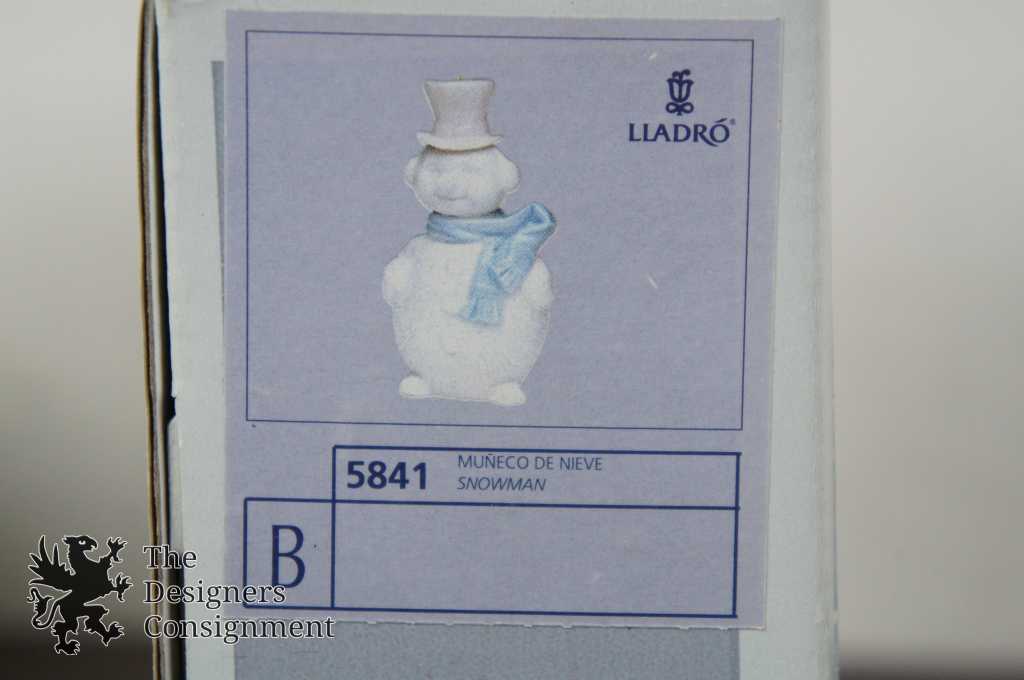 LLADRÓ®
5841 MUÑECO DE NIEVE
SNOWMAN
B
The
Designers
Consignment